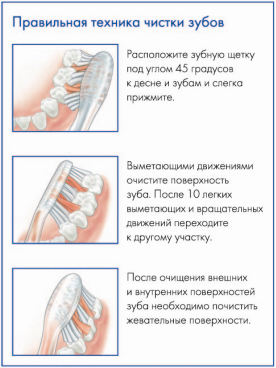 Правильная техника чистки зубов
Расположите зубную щетку
под углом 45 градусов
к десне и зубам и слегка
прижмите.
Выметающими движениями
очистите поверхность
зуба. После 10 легких
выметающих и вращательных
движений переходите
к другому участку.
После очищения внешних
и внутренних поверхностей
зуба необходимо почистить
жевательные поверхности.